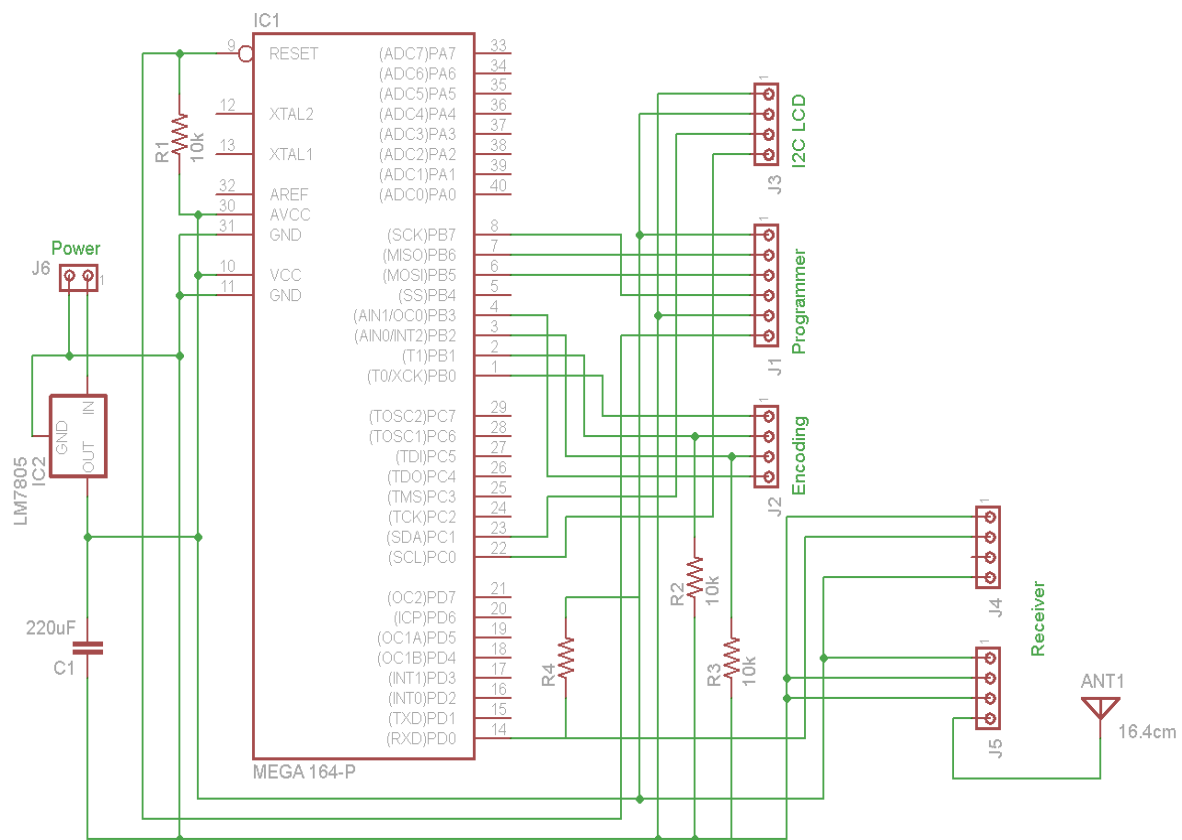 IC1
9 RESET
12 XTAL2
13 XTAL1
32 AREF
30 AVCC
31 GND
10 VCC
11 GND
(ADC7)PA7 33
(ADC6)PA6 34
(ADC5)PA5 35
(ADC4)PA4 36
(ADC3)PA3 37
(ADC2)PA2 38
(ADC1)PA1 39
(ADC0)PA0 40
(SCK)PB7 8
(MISO)PB6 7
(MOSI)PB5 6
(SS)PB4 5
(AIN1/OC0)PB3 4
(AIN0/INT2)PB2 3
(T1)PB1 2
(T0/XCK)PB0 1
(TOSC2)PC7 29
(TOSC1)PC6 28
(TDI)PC5 27
(TDO)PC4 26
(TMS)PC3 25
(TCK)PC2 24
(SDA)PC1 23
(SCL)PC0 22
(OC2)PD7 21
(ICP)PD6 20
(OC1A)PD5 19
(OC1B)PD4 18
(INT1)PD3 17
(INT0)PD2 16
(TXD)PD1 15
(RXD)PD0 14
MEGA 164-P
R1
10k
Power
J6
1
IN
GND
OUT
LM7805
IC2
220uF
C1
1
I2C LCD
J3
1
Programmer
J1
1
Encoding
J2
R2
10k
R3
10k
R4
1
J4
Receiver
1
J5
ANT1
16.4cm